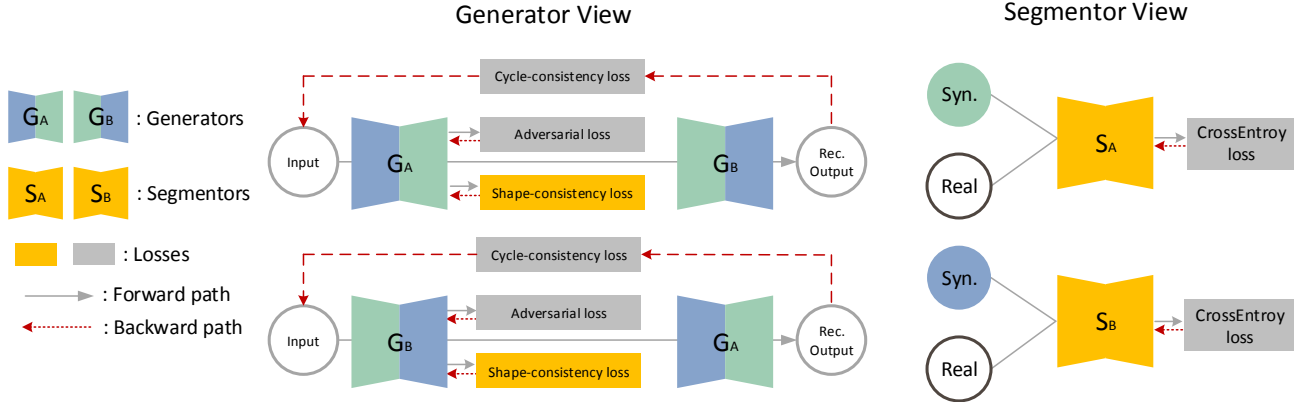 Generator View
Segmentor View
GA GB : Generators
SA SB : Segmentors
: Losses
: Forward path
: Backward path
Cycle-consistency loss
Input
GA
Adversarial loss
Shape-consistency loss
GB
Rec.
Output
Cycle-consistency loss
Input
GB
Adversarial loss
Shape-consistency loss
GA
Rec.
Output
Syn.
Real
SA
CrossEntroy
loss
Syn.
Real
SB
CrossEntroy
loss